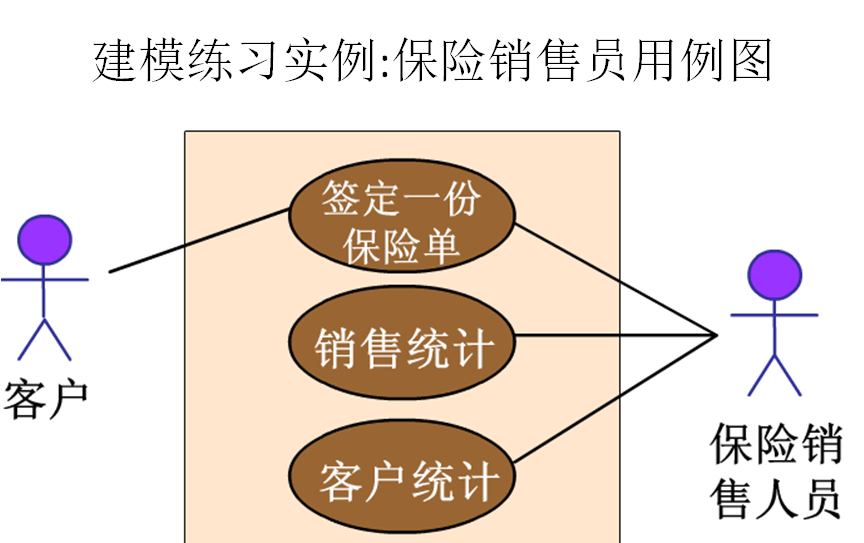 建模练习实例:保险销售员用例图
签定一份
保险单
销售统计
客户统计
客户
保险销
售人员